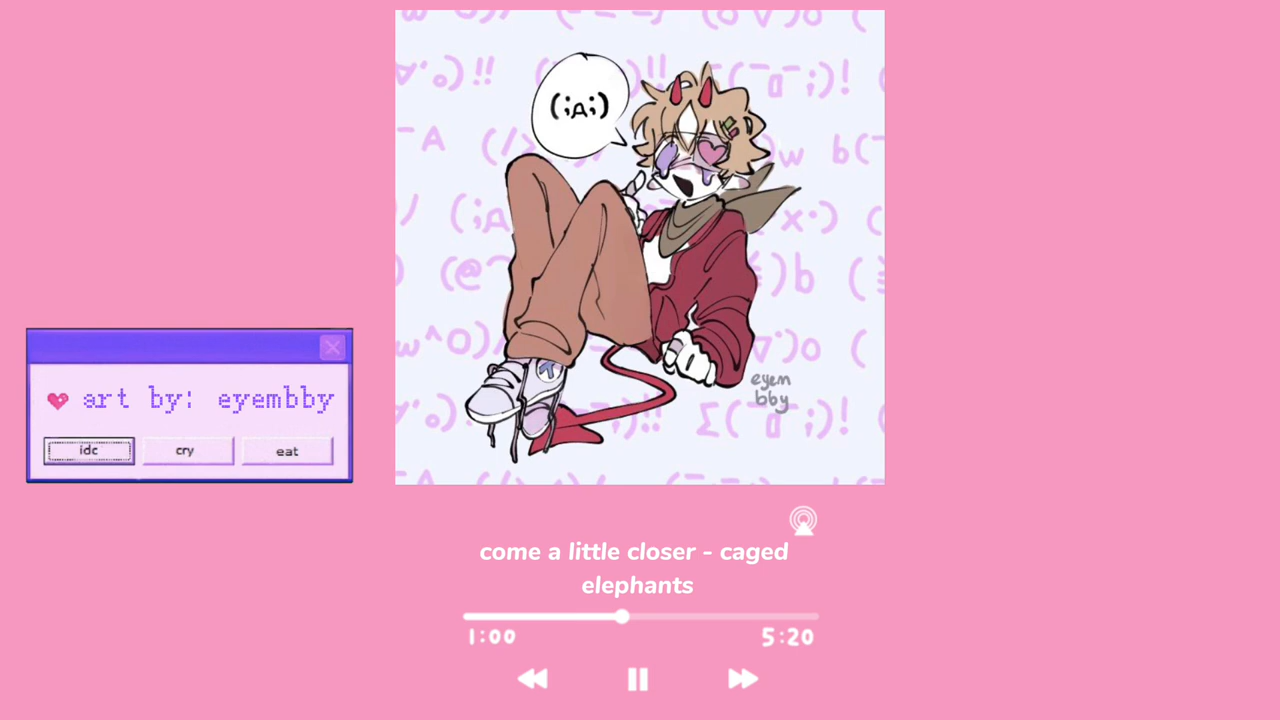 (;д;)
eyem
bby
art by: eyembby
idc
cry
eat
come a little closer - caged
elephants
1:00
5:20